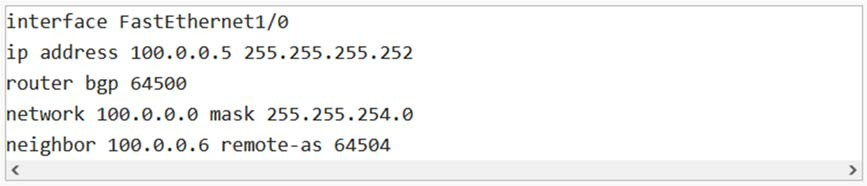 interface FastEthernet1/0
ip address 100.0.0.5 255.255.255.252
router bgp 64500
network 100.0.0.0 mask 255.255.254.0
neighbor 100.0.0.6 remote-as 64504